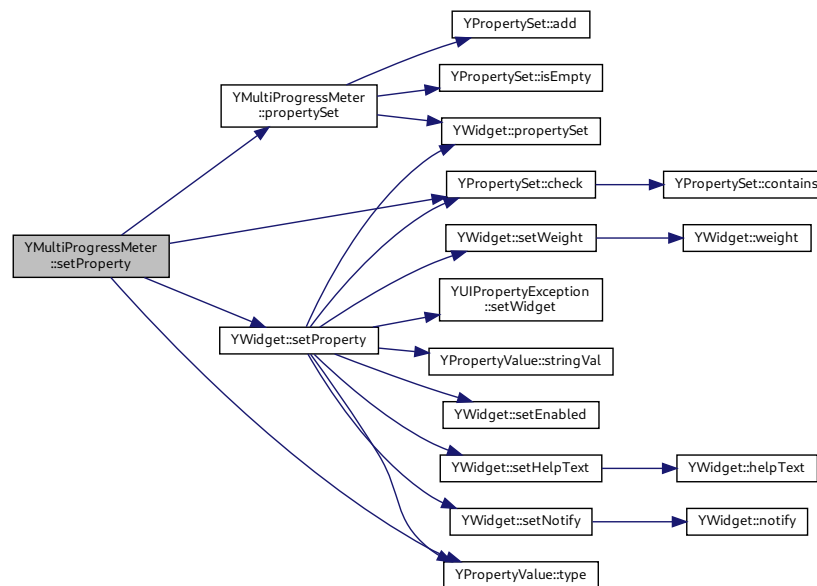 YPropertySet::add
YMultiProgressMeter
::propertySet
YPropertySet::isEmpty
YWidget::propertySet
YPropertySet::check
YPropertySet::contains
YMultiProgressMeter
::setProperty
YWidget::setWeight
YWidget::weight
YUIPropertyException
::setWidget
YWidget::setProperty
YPropertyValue::stringVal
YWidget::setEnabled
YWidget::setHelpText
YWidget::helpText
YWidget::setNotify
YWidget::notify
YPropertyValue::type